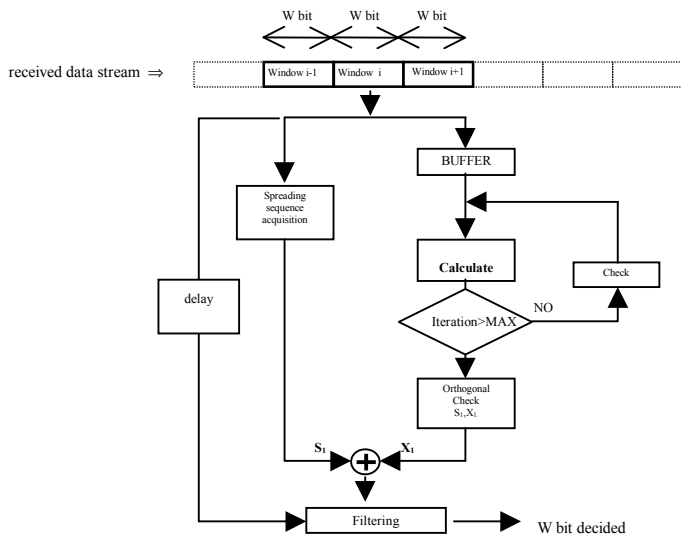 W bit W bit W bit
received data stream ⇒
Window i-1 Window i Window i+1
BUFFER
Spreading
sequence
acquisition
Calculate
Check
delay
Iteration>MAX
NO
Orthogonal
Check
S₁,X₁.
S₁
X₁
+
Filtering
W bit decided